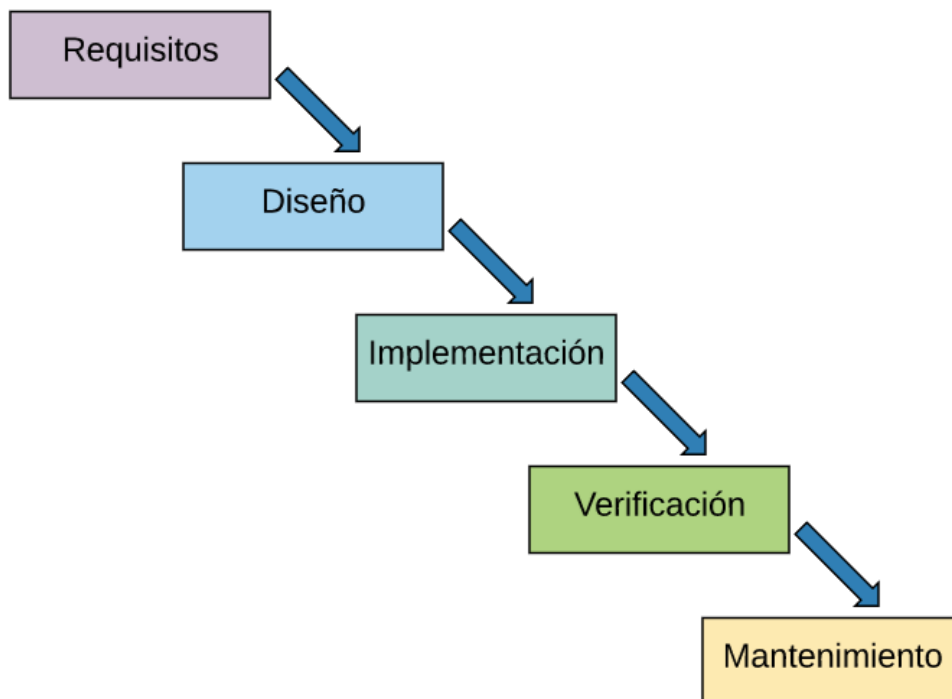 Requisitos
Diseño
Implementación
Verificación
Mantenimiento